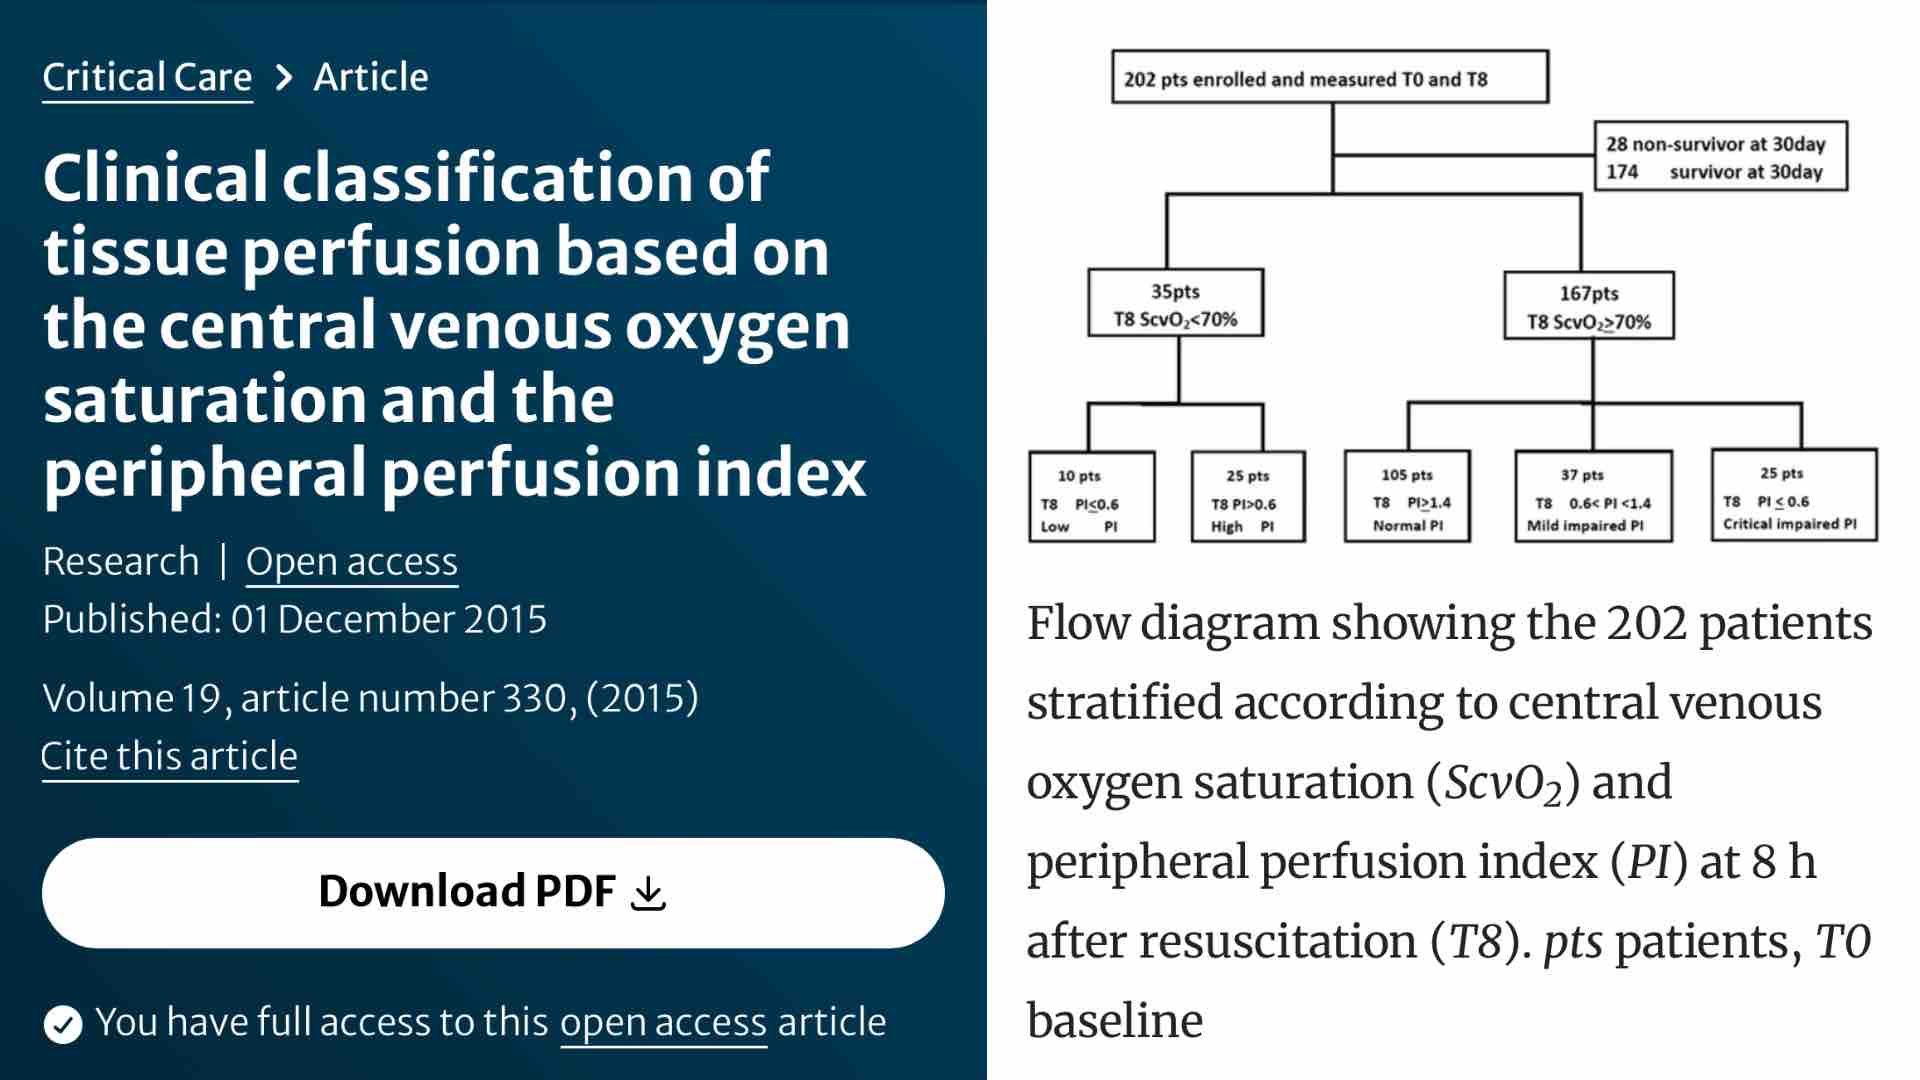 Critical Care > Article
Clinical classification of
tissue perfusion based on
the central venous oxygen
saturation and the
peripheral perfusion index
Research | Open access
Published: 01 December 2015
Volume 19, article number 330, (2015)
Cite this article
Download PDF
You have full access to this open access article
202 pts enrolled and measured T0 and T8
28 non-survivor at 30day
174 survivor at 30day
35pts
T8 ScvO₂<70%
167pts
T8 ScvO₂≥70%
10 pts
T8 PI≤0.6
Low PI
25 pts
T8 PI>0.6
High PI
105 pts
T8 PI≥1.4
Normal PI
37 pts
T8 0.6< PI <1.4
Mild impaired PI
25 pts
T8 PI ≤ 0.6
Critical impaired PI
Flow diagram showing the 202 patients
stratified according to central venous
oxygen saturation (ScvO₂) and
peripheral perfusion index (PI) at 8 h
after resuscitation (T8). pts patients, T0
baseline